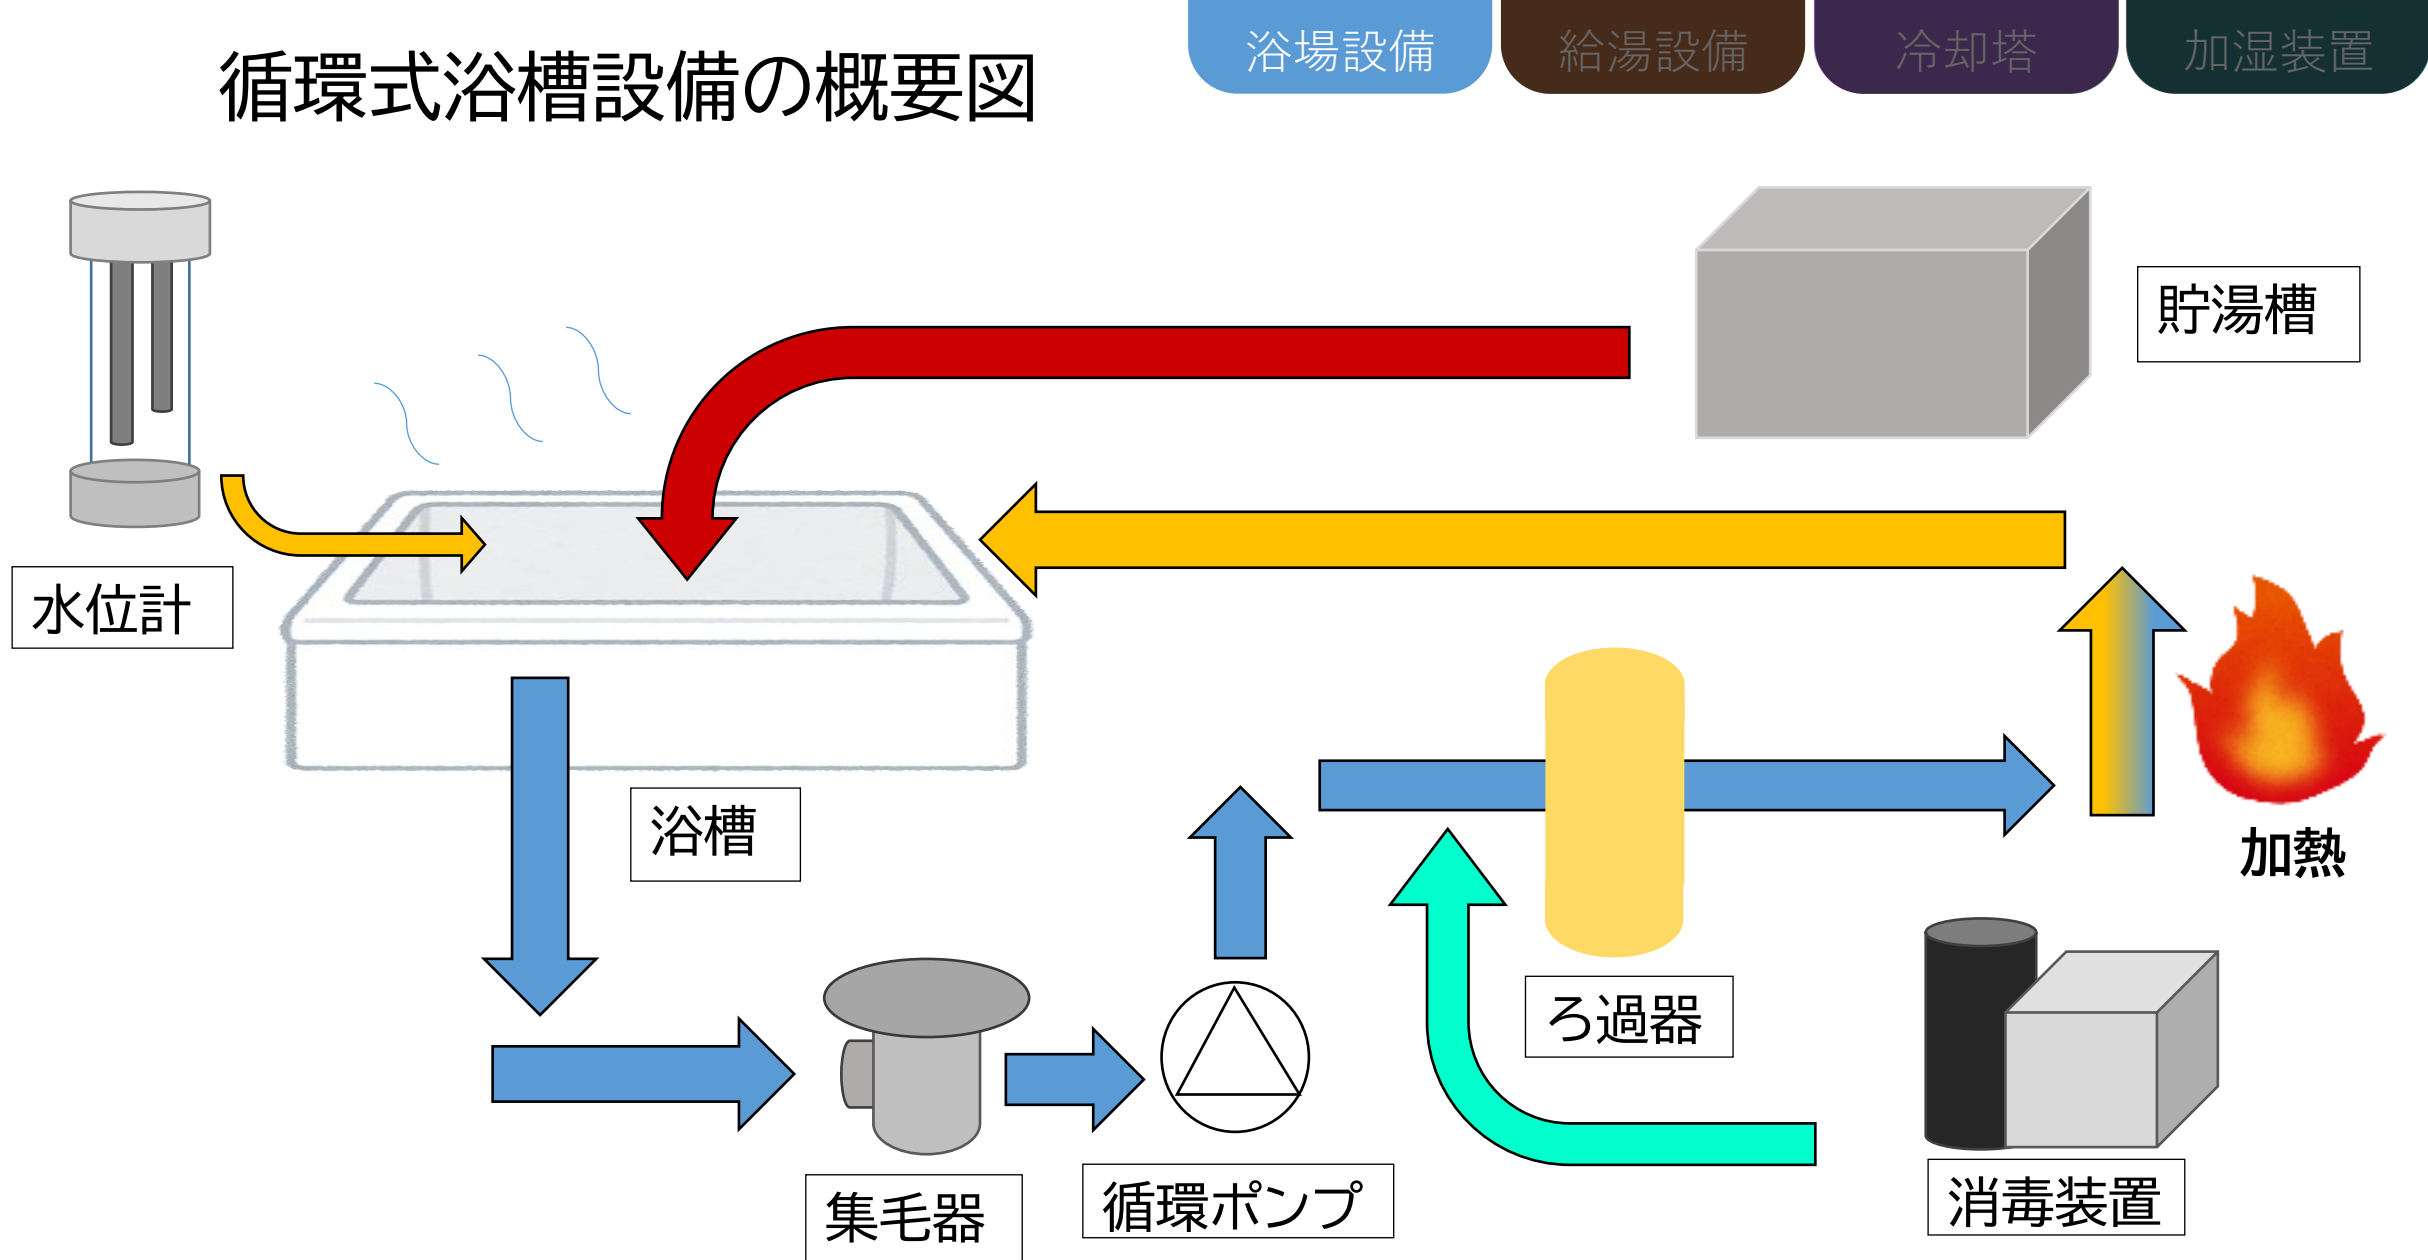 循環式浴槽設備の概要図
浴場設備
給湯設備
冷却塔
加湿装置
貯湯槽
水位計
浴槽
加熱
ろ過器
集毛器
循環ポンプ
消毒装置